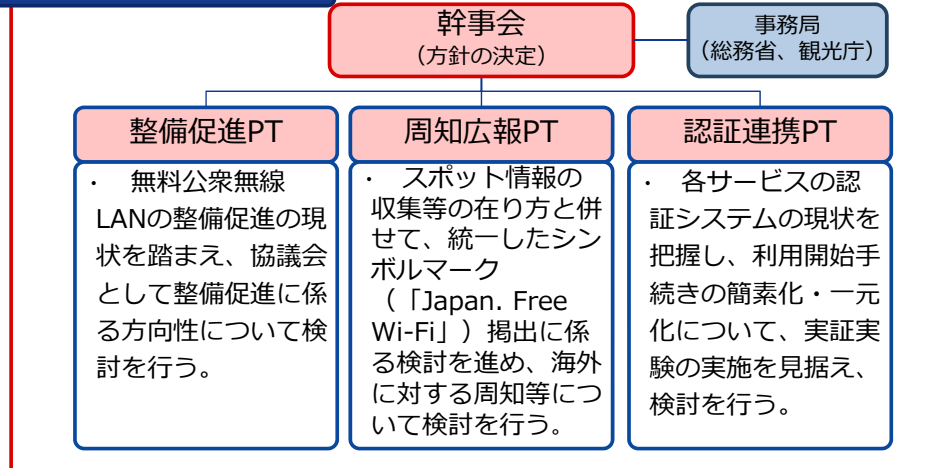 幹事会
（方針の決定）
事務局
（総務省、観光庁）
整備促進PT
・　無料公衆無線
LANの整備促進の現
状を踏まえ、協議会
として整備促進に係
る方向性について検
討を行う。
周知広報PT
・　スポット情報の
収集等の在り方と併
せて、統一したシン
ボルマーク
（「Japan. Free
Wi-Fi」）掲出に係
る検討を進め、海外
に対する周知等につ
いて検討を行う。
認証連携PT
・　各サービスの認
証システムの現状を
把握し、利用開始手
続きの簡素化・一元
化について、実証実
験の実施を見据え、
検討を行う。